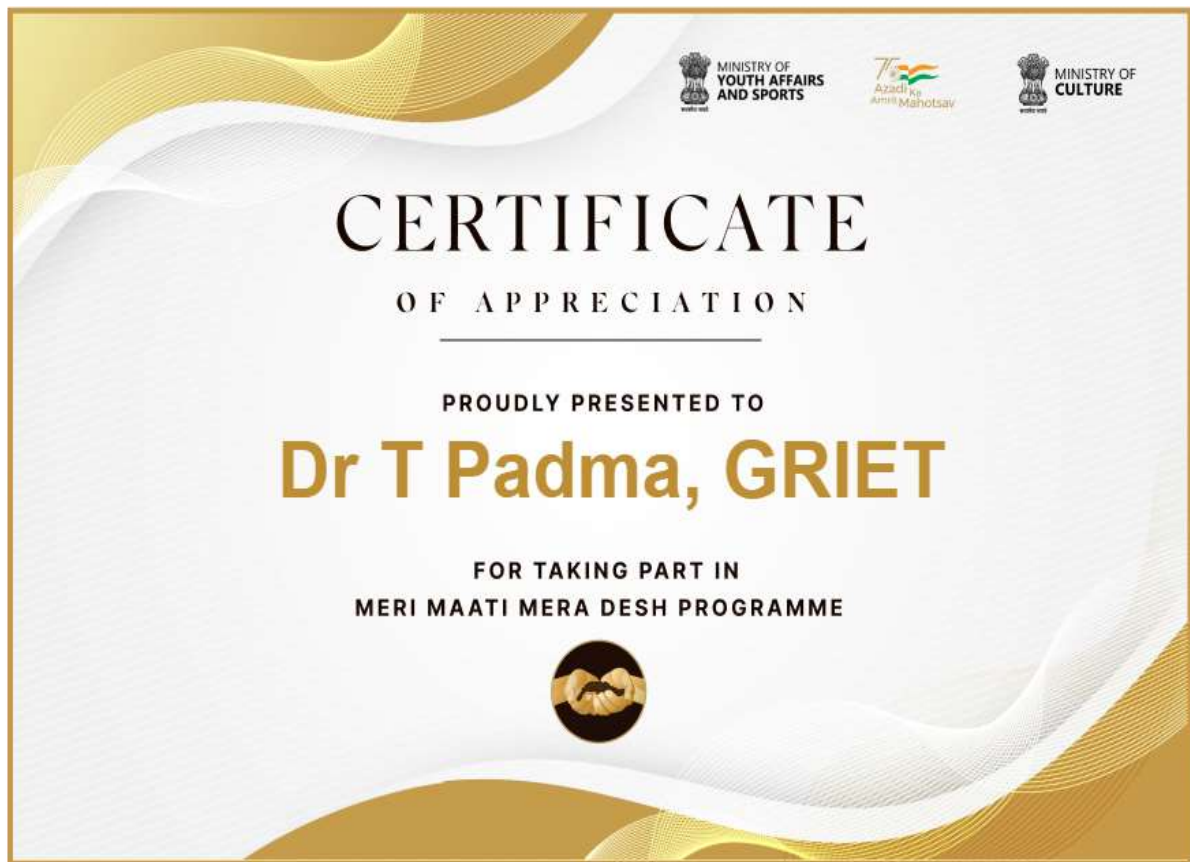 MINISTRY OF
YOUTH AFFAIRS
AND SPORTS
75
Azadi Ka
Amrit Mahotsav
MINISTRY OF
CULTURE
CERTIFICATE
OF APPRECIATION
PROUDLY PRESENTED TO
Dr T Padma, GRIET
FOR TAKING PART IN
MERI MAATI MERA DESH PROGRAMME